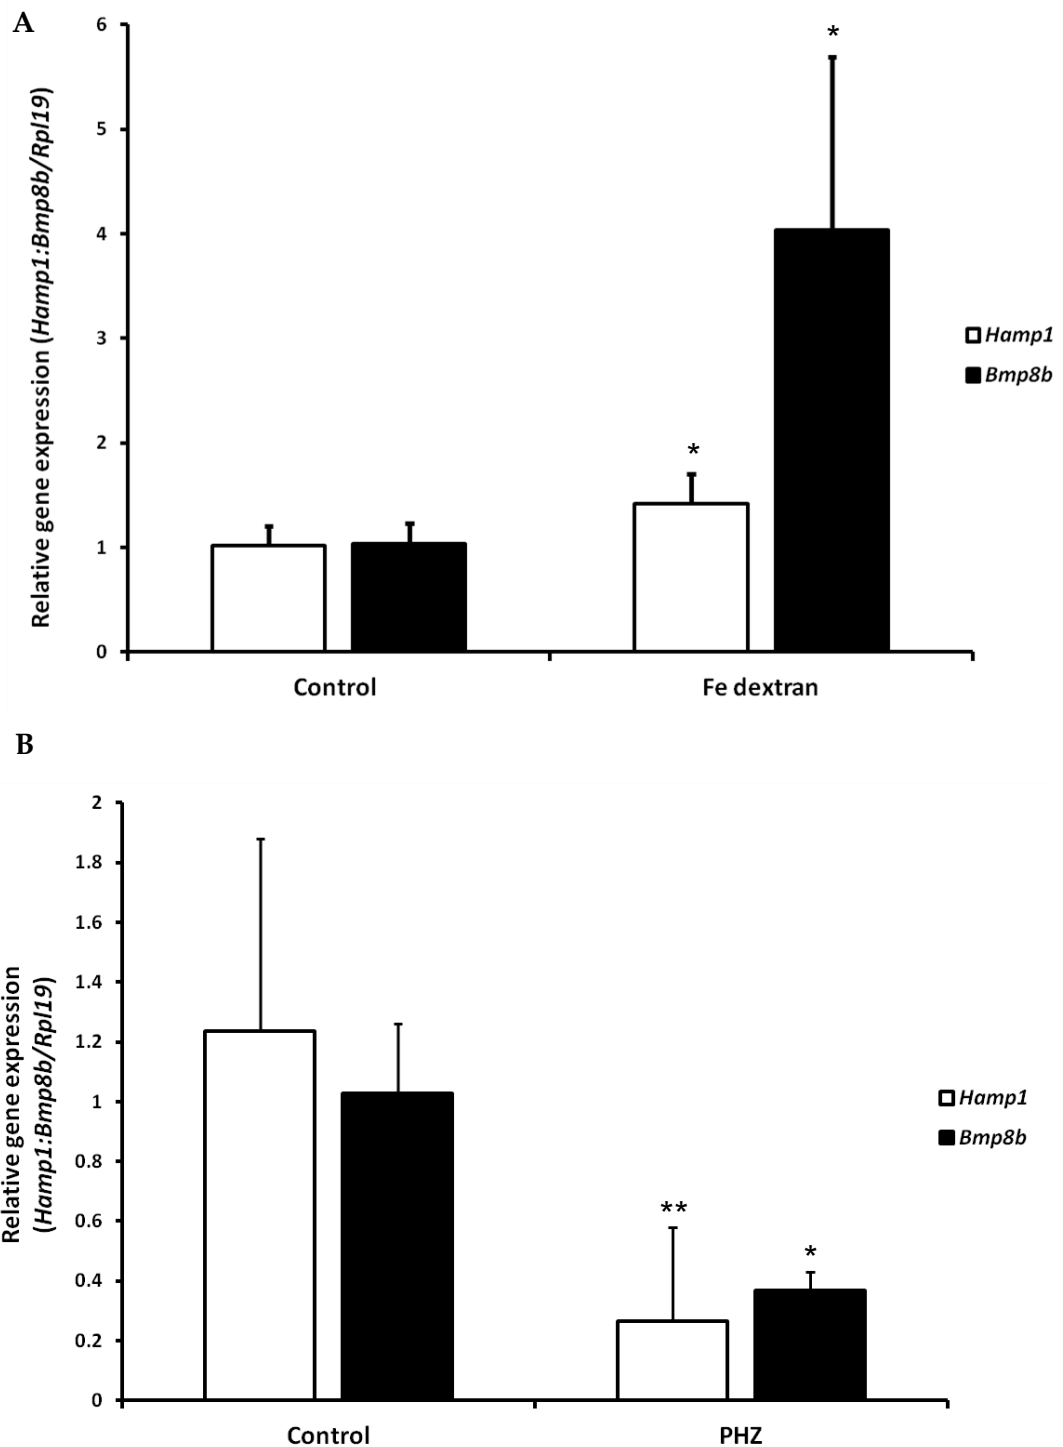 A
Relative gene expression (Hamp1:Bmp8b/Rpl19)
6
5
4
3
2
1
0
*
*
Hamp1
Bmp8b
Control
Fe dextran
B
Relative gene expression
(Hamp1:Bmp8b/Rpl19)
2
1.8
1.6
1.4
1.2
1
0.8
0.6
0.4
0.2
0
**
*
Hamp1
Bmp8b
Control
PHZ